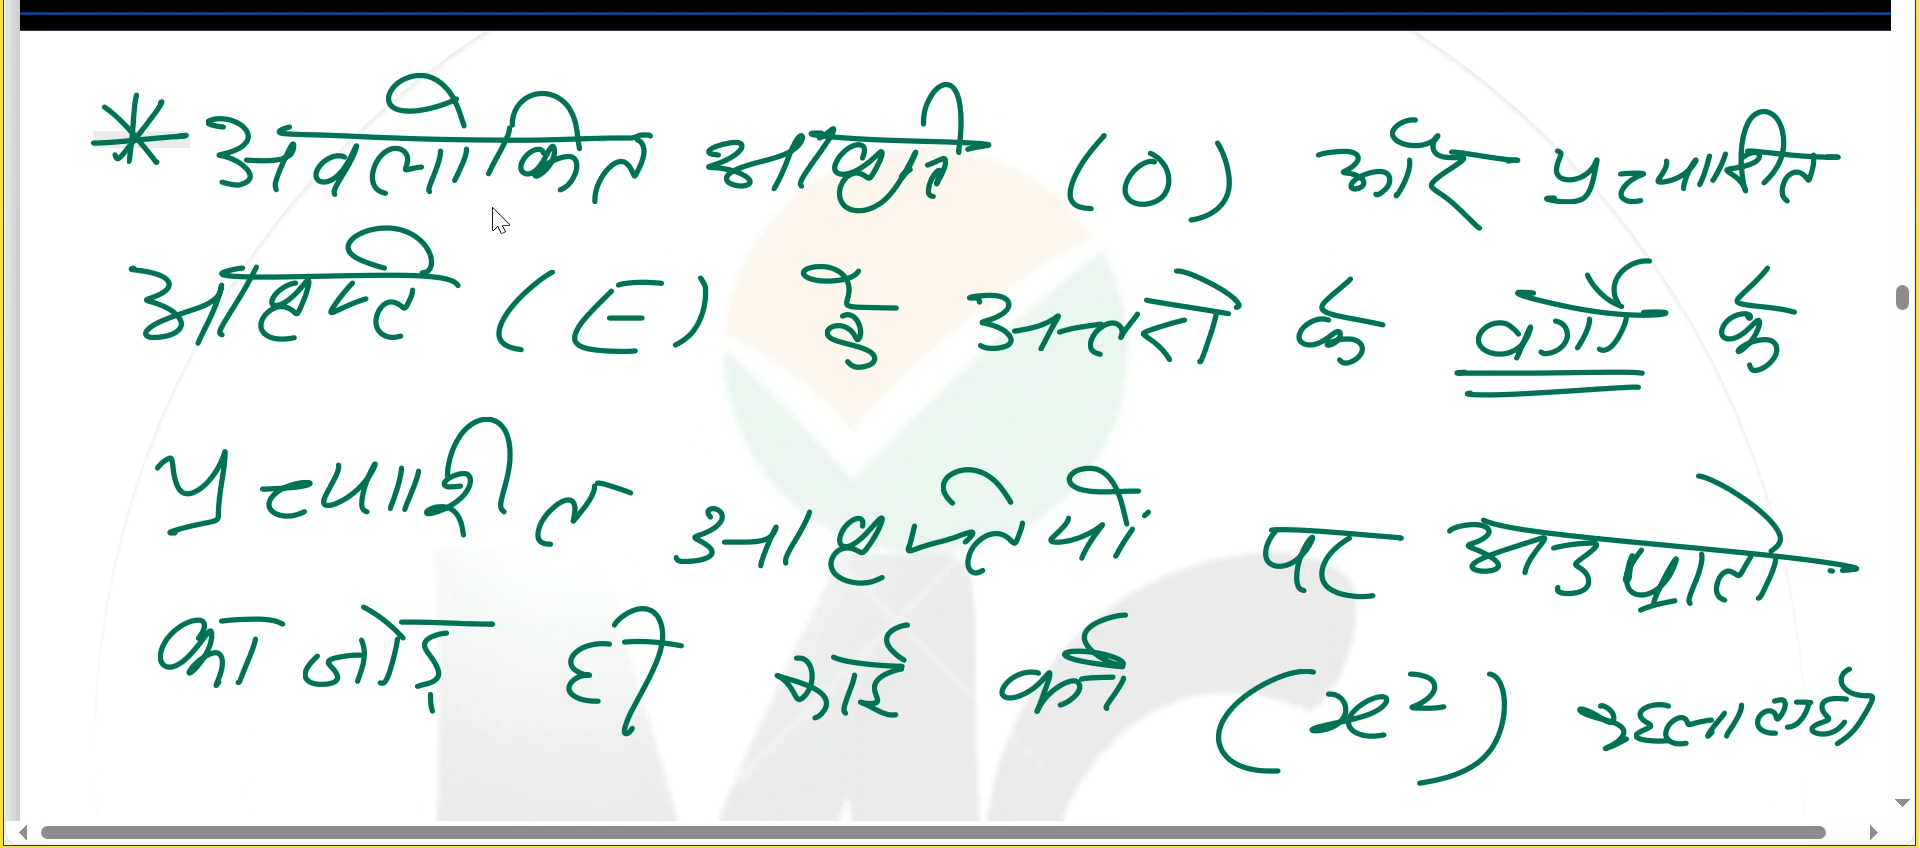 * अवलोकित आवृत्ति (O) और प्रत्याशित
आवृत्ति (E) के अन्तरो के वर्गो के
प्रत्याशित आवृत्तियों पर अनुपातो
का जोड़ ही काई वर्ग (x²) कहलाता है